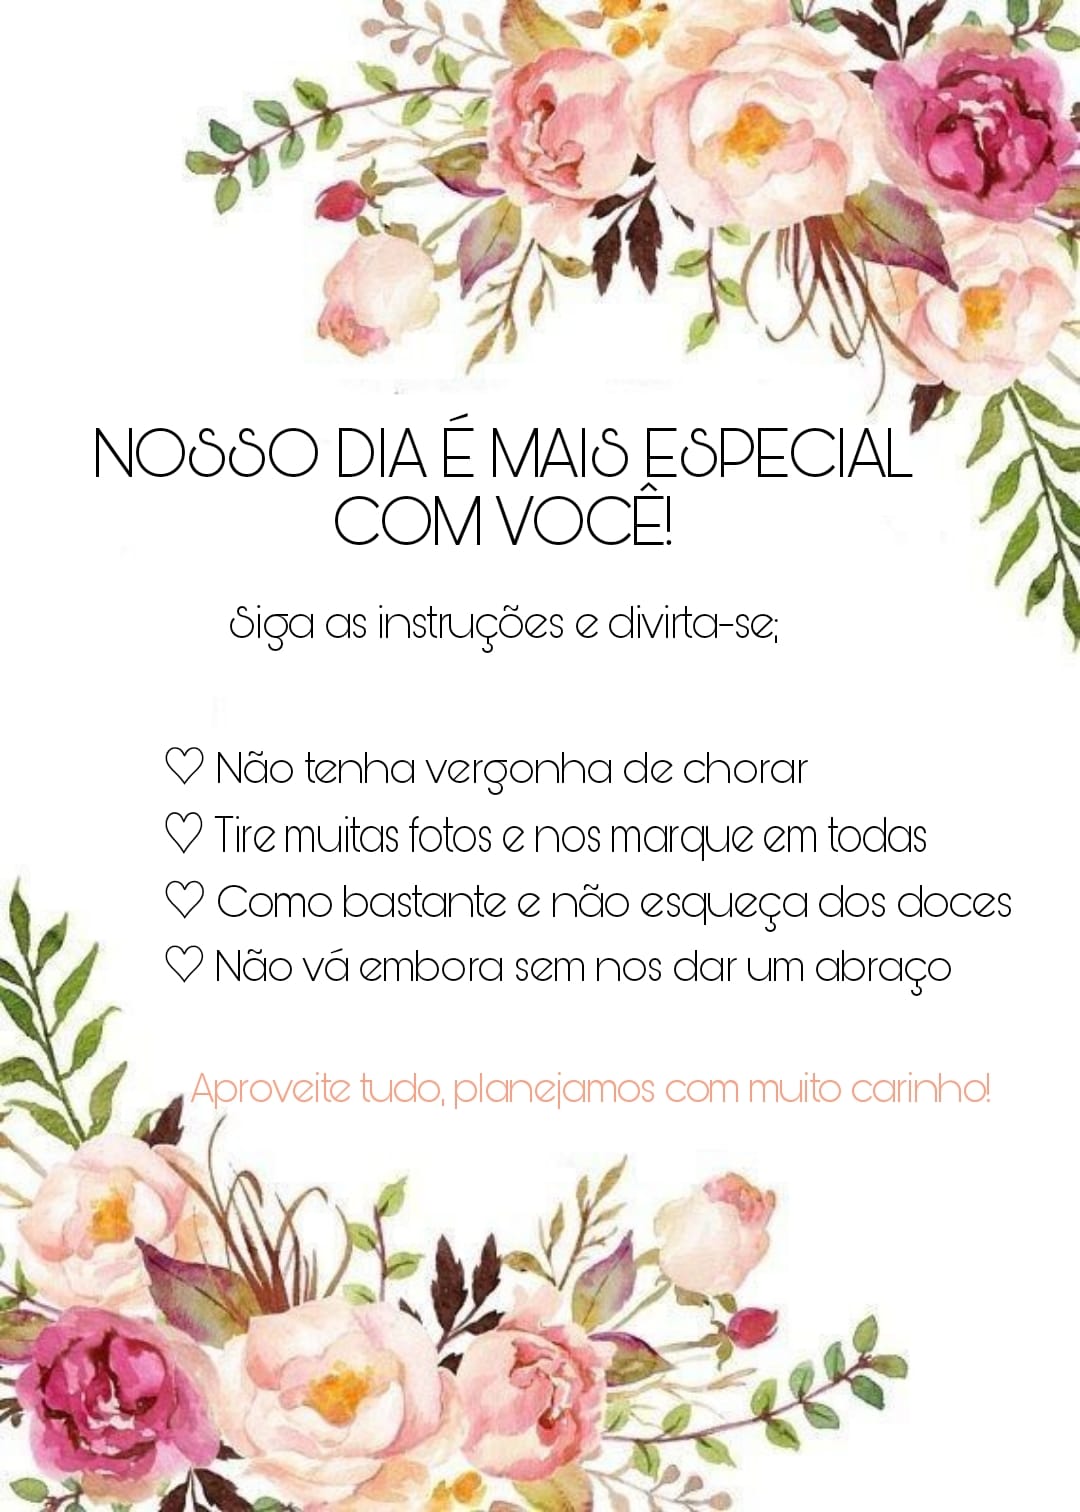 NOSSO DIA É MAIS ESPECIAL
COM VOCÊ!
Siga as instruções e divirta-se;
♡ Não tenha vergonha de chorar
♡ Tire muitas fotos e nos marque em todas
♡ Como bastante e não esqueça dos doces
♡ Não vá embora sem nos dar um abraço
Aproveite tudo, planejamos com muito carinho!